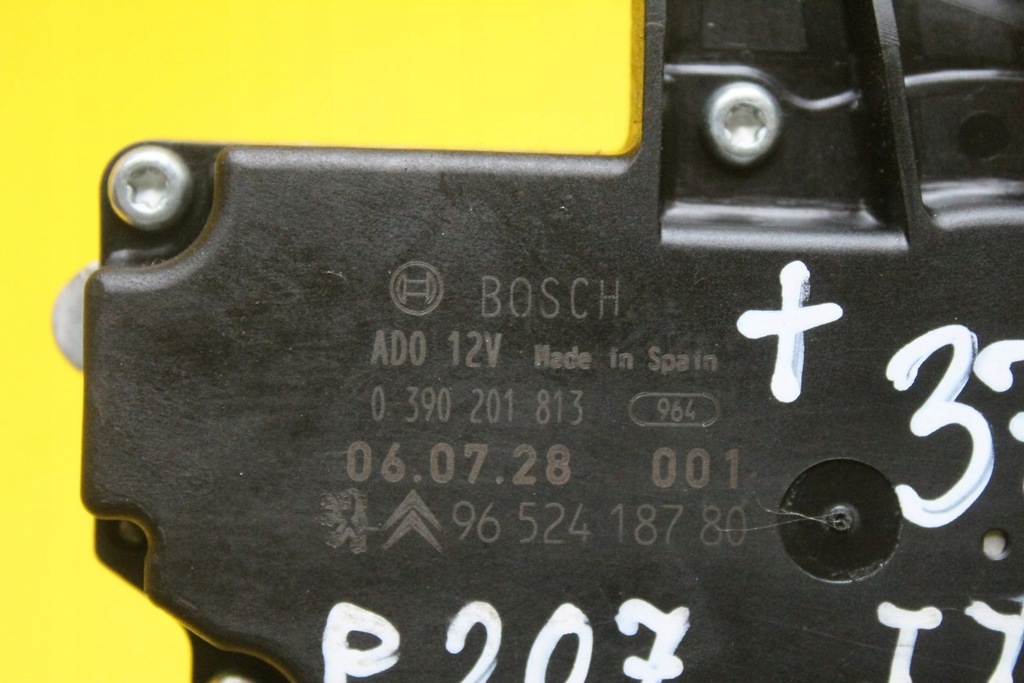 BOSCH
AD0 12V Made in Spain
0 390 201 813 964
06.07.28 001
96 524 187 80
+
P 207